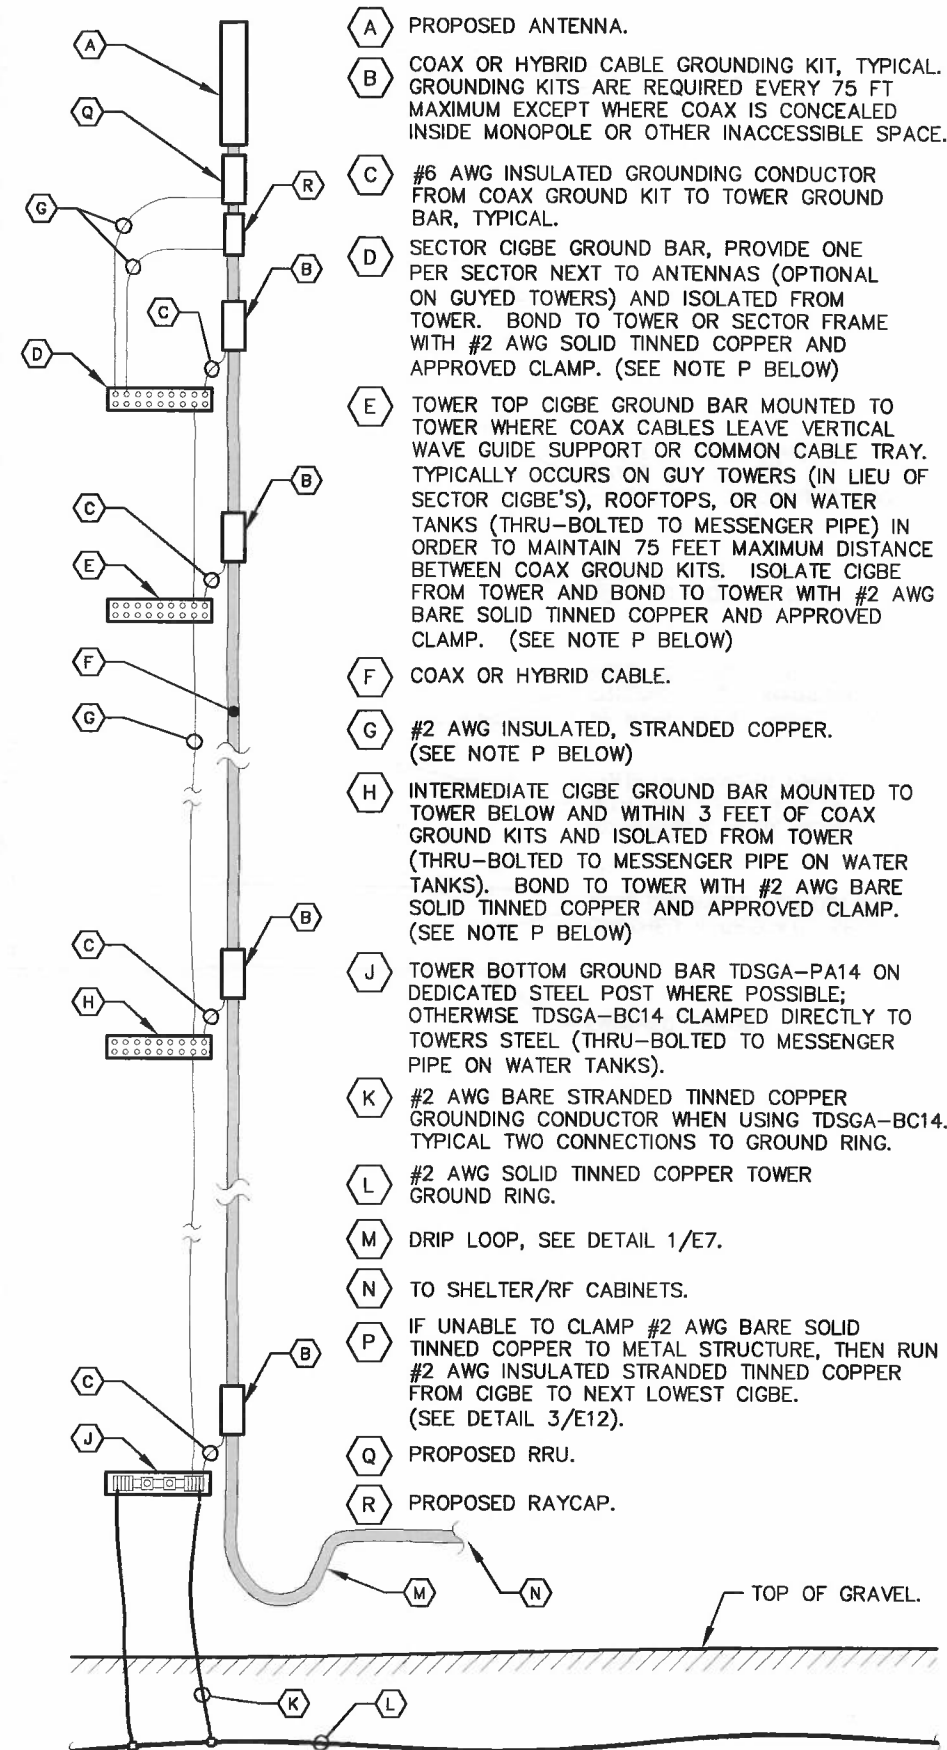 A PROPOSED ANTENNA.
B COAX OR HYBRID CABLE GROUNDING KIT, TYPICAL.
GROUNDING KITS ARE REQUIRED EVERY 75 FT
MAXIMUM EXCEPT WHERE COAX IS CONCEALED
INSIDE MONOPOLE OR OTHER INACCESSIBLE SPACE.
C #6 AWG INSULATED GROUNDING CONDUCTOR
FROM COAX GROUND KIT TO TOWER GROUND
BAR, TYPICAL.
D SECTOR CIGBE GROUND BAR, PROVIDE ONE
PER SECTOR NEXT TO ANTENNAS (OPTIONAL
ON GUYED TOWERS) AND ISOLATED FROM
TOWER. BOND TO TOWER OR SECTOR FRAME
WITH #2 AWG SOLID TINNED COPPER AND
APPROVED CLAMP. (SEE NOTE P BELOW)
E TOWER TOP CIGBE GROUND BAR MOUNTED TO
TOWER WHERE COAX CABLES LEAVE VERTICAL
WAVE GUIDE SUPPORT OR COMMON CABLE TRAY.
TYPICALLY OCCURS ON GUY TOWERS (IN LIEU OF
SECTOR CIGBE'S), ROOFTOPS, OR ON WATER
TANKS (THRU-BOLTED TO MESSENGER PIPE) IN
ORDER TO MAINTAIN 75 FEET MAXIMUM DISTANCE
BETWEEN COAX GROUND KITS. ISOLATE CIGBE
FROM TOWER AND BOND TO TOWER WITH #2 AWG
BARE SOLID TINNED COPPER AND APPROVED
CLAMP. (SEE NOTE P BELOW)
F COAX OR HYBRID CABLE.
G #2 AWG INSULATED, STRANDED COPPER.
(SEE NOTE P BELOW)
H INTERMEDIATE CIGBE GROUND BAR MOUNTED TO
TOWER BELOW AND WITHIN 3 FEET OF COAX
GROUND KITS AND ISOLATED FROM TOWER
(THRU-BOLTED TO MESSENGER PIPE ON WATER
TANKS). BOND TO TOWER WITH #2 AWG BARE
SOLID TINNED COPPER AND APPROVED CLAMP.
(SEE NOTE P BELOW)
J TOWER BOTTOM GROUND BAR TDSGA-PA14 ON
DEDICATED STEEL POST WHERE POSSIBLE;
OTHERWISE TDSGA-BC14 CLAMPED DIRECTLY TO
TOWERS STEEL (THRU-BOLTED TO MESSENGER
PIPE ON WATER TANKS).
K #2 AWG BARE STRANDED TINNED COPPER
GROUNDING CONDUCTOR WHEN USING TDSGA-BC14.
TYPICAL TWO CONNECTIONS TO GROUND RING.
L #2 AWG SOLID TINNED COPPER TOWER
GROUND RING.
M DRIP LOOP, SEE DETAIL 1/E7.
N TO SHELTER/RF CABINETS.
P IF UNABLE TO CLAMP #2 AWG BARE SOLID
TINNED COPPER TO METAL STRUCTURE, THEN RUN
#2 AWG INSULATED STRANDED TINNED COPPER
FROM CIGBE TO NEXT LOWEST CIGBE.
(SEE DETAIL 3/E12).
Q PROPOSED RRU.
R PROPOSED RAYCAP.
A
Q
R
G
B
C
D
B
C
E
F
G
B
C
H
B
C
J
M
N
TOP OF GRAVEL.
K
L